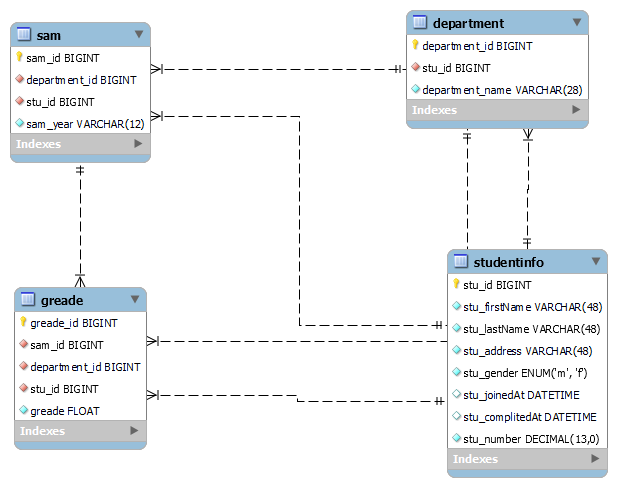 sam
sam_id BIGINT
department_id BIGINT
stu_id BIGINT
sam_year VARCHAR(12)
Indexes
department
department_id BIGINT
stu_id BIGINT
department_name VARCHAR(28)
Indexes
greade
greade_id BIGINT
sam_id BIGINT
department_id BIGINT
stu_id BIGINT
greade FLOAT
Indexes
studentinfo
stu_id BIGINT
stu_firstName VARCHAR(48)
stu_lastName VARCHAR(48)
stu_address VARCHAR(48)
stu_gender ENUM('m', 'f')
stu_joinedAt DATETIME
stu_complitedAt DATETIME
stu_number DECIMAL(13,0)
Indexes